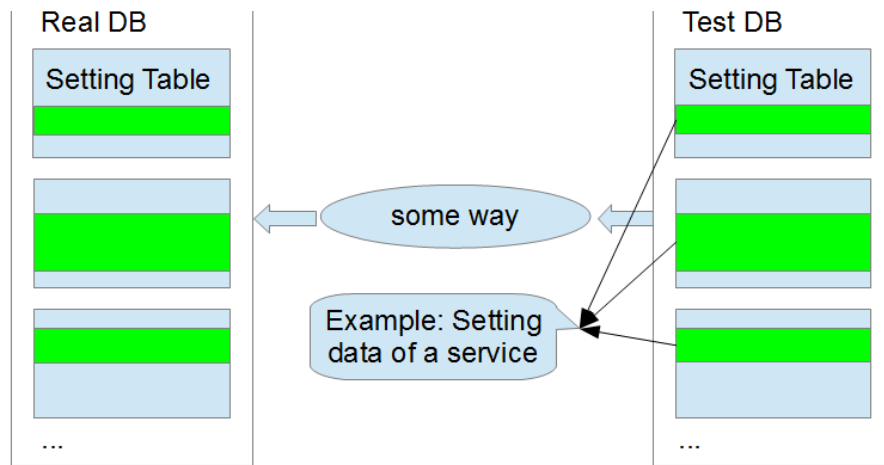 Real DB
Setting Table
...
some way
Example: Setting
data of a service
Test DB
Setting Table
...